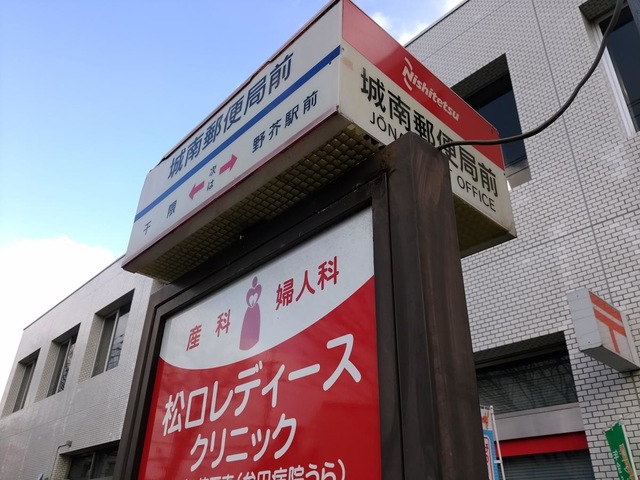 城南郵便局前
次は
千隈
野芥駅前
Nishitetsu
城南郵便局前
OFFICE
産科
婦人科
松口レディース
クリニック
〒